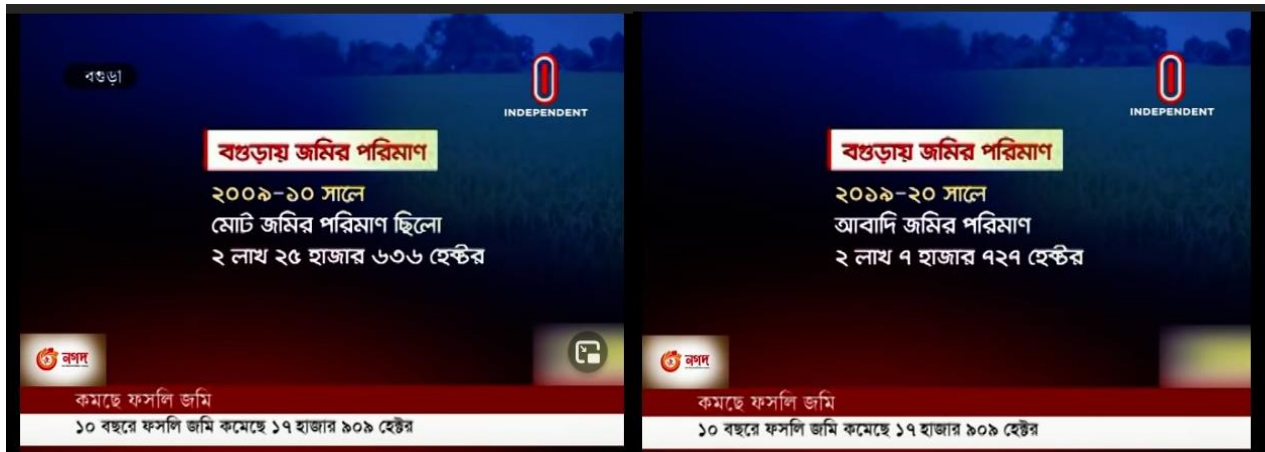 বগুড়া
INDEPENDENT
বগুড়ায় জমির পরিমাণ
২০০৯-১০ সালে
মোট জমির পরিমাণ ছিলো
২ লাখ ২৫ হাজার ৬৩৬ হেক্টর
নগদ
কমছে ফসলি জমি
১০ বছরে ফসলি জমি কমেছে ১৭ হাজার ৯০৯ হেক্টর
INDEPENDENT
বগুড়ায় জমির পরিমাণ
২০১৯-২০ সালে
আবাদি জমির পরিমাণ
২ লাখ ৭ হাজার ৭২৭ হেক্টর
নগদ
কমছে ফসলি জমি
১০ বছরে ফসলি জমি কমেছে ১৭ হাজার ৯০৯ হেক্টর